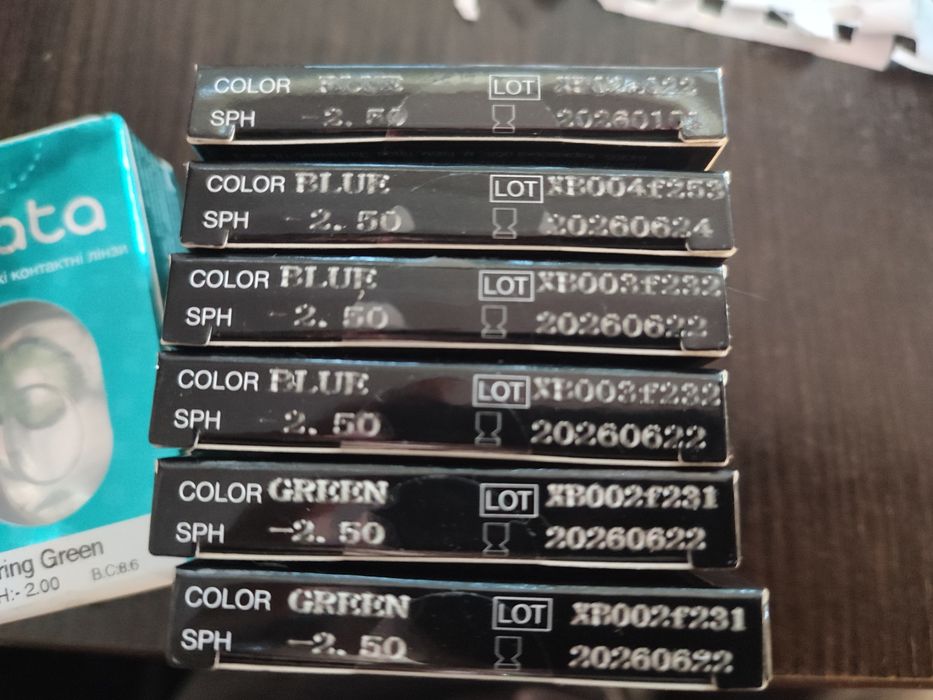 COLOR BLUE LOT
SPH -2.50
COLOR BLUE LOT XB004f253
SPH -2.50 20260624
COLOR BLUE LOT XB003f232
SPH -2.50 20260622
COLOR BLUE LOT XB003f232
SPH -2.50 20260622
COLOR GREEN LOT XB002f231
SPH -2.50 20260622
COLOR GREEN LOT XB002f231
SPH -2.50 20260622
ata
контактні лінзи
ring Green
H:- 2.00 B.C:8.6